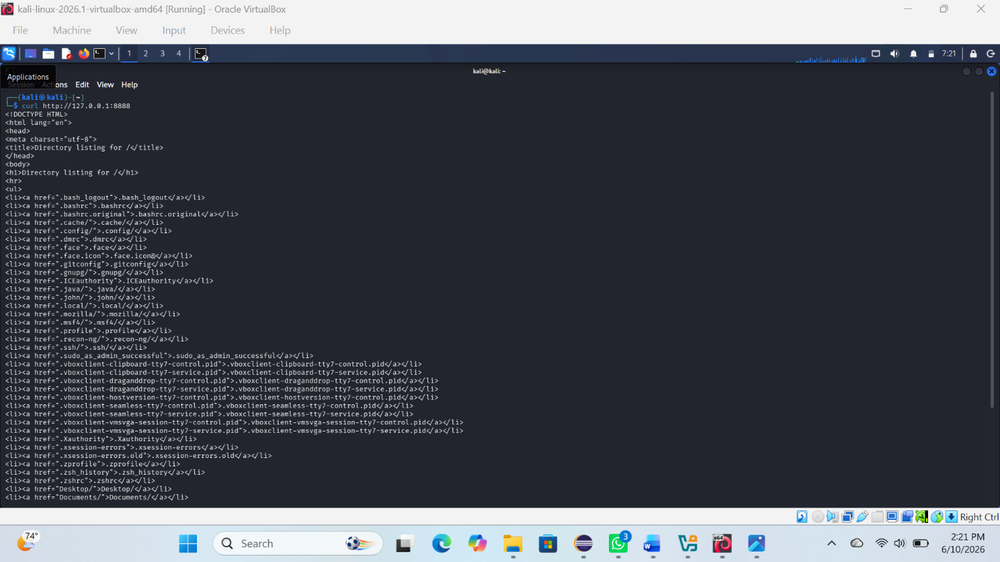 kali-linux-2026.1-virtualbox-amd64 [Running] - Oracle VirtualBox
File Machine View Input Devices Help
1 2 3 4 7 7:21
kali@kali: ~
Applications
Session Actions Edit View Help
┌──(kali㉿kali)-[~]
└─$ curl http://127.0.0.1:8888
<!DOCTYPE HTML>
<html lang="en">
<head>
<meta charset="utf-8">
<title>Directory listing for /</title>
</head>
<body>
<h1>Directory listing for /</h1>
<hr>
<ul>
<li><a href=".bash_logout">.bash_logout</a></li>
<li><a href=".bashrc">.bashrc</a></li>
<li><a href=".bashrc.original">.bashrc.original</a></li>
<li><a href=".cache/">.cache/</a></li>
<li><a href=".config/">.config/</a></li>
<li><a href=".dmrc">.dmrc</a></li>
<li><a href=".face">.face</a></li>
<li><a href=".face.icon">.face.icon@</a></li>
<li><a href=".gitconfig">.gitconfig</a></li>
<li><a href=".gnupg/">.gnupg/</a></li>
<li><a href=".ICEauthority">.ICEauthority</a></li>
<li><a href=".java/">.java/</a></li>
<li><a href=".john/">.john/</a></li>
<li><a href=".local/">.local/</a></li>
<li><a href=".mozilla/">.mozilla/</a></li>
<li><a href=".msf4/">.msf4/</a></li>
<li><a href=".profile">.profile</a></li>
<li><a href=".recon-ng/">.recon-ng/</a></li>
<li><a href=".ssh/">.ssh/</a></li>
<li><a href=".sudo_as_admin_successful">.sudo_as_admin_successful</a></li>
<li><a href=".vboxclient-clipboard-tty7-control.pid">.vboxclient-clipboard-tty7-control.pid</a></li>
<li><a href=".vboxclient-clipboard-tty7-service.pid">.vboxclient-clipboard-tty7-service.pid</a></li>
<li><a href=".vboxclient-draganddrop-tty7-control.pid">.vboxclient-draganddrop-tty7-control.pid</a></li>
<li><a href=".vboxclient-draganddrop-tty7-service.pid">.vboxclient-draganddrop-tty7-service.pid</a></li>
<li><a href=".vboxclient-hostversion-tty7-control.pid">.vboxclient-hostversion-tty7-control.pid</a></li>
<li><a href=".vboxclient-seamless-tty7-control.pid">.vboxclient-seamless-tty7-control.pid</a></li>
<li><a href=".vboxclient-seamless-tty7-service.pid">.vboxclient-seamless-tty7-service.pid</a></li>
<li><a href=".vboxclient-vmsvga-session-tty7-control.pid">.vboxclient-vmsvga-session-tty7-control.pid</a></li>
<li><a href=".vboxclient-vmsvga-session-tty7-service.pid">.vboxclient-vmsvga-session-tty7-service.pid</a></li>
<li><a href=".Xauthority">.Xauthority</a></li>
<li><a href=".xsession-errors">.xsession-errors</a></li>
<li><a href=".xsession-errors.old">.xsession-errors.old</a></li>
<li><a href=".zprofile">.zprofile</a></li>
<li><a href=".zsh_history">.zsh_history</a></li>
<li><a href=".zshrc">.zshrc</a></li>
<li><a href="Desktop/">Desktop/</a></li>
<li><a href="Documents/">Documents/</a></li>
Right Ctrl
74°
Search
3
2:21 PM
6/10/2026